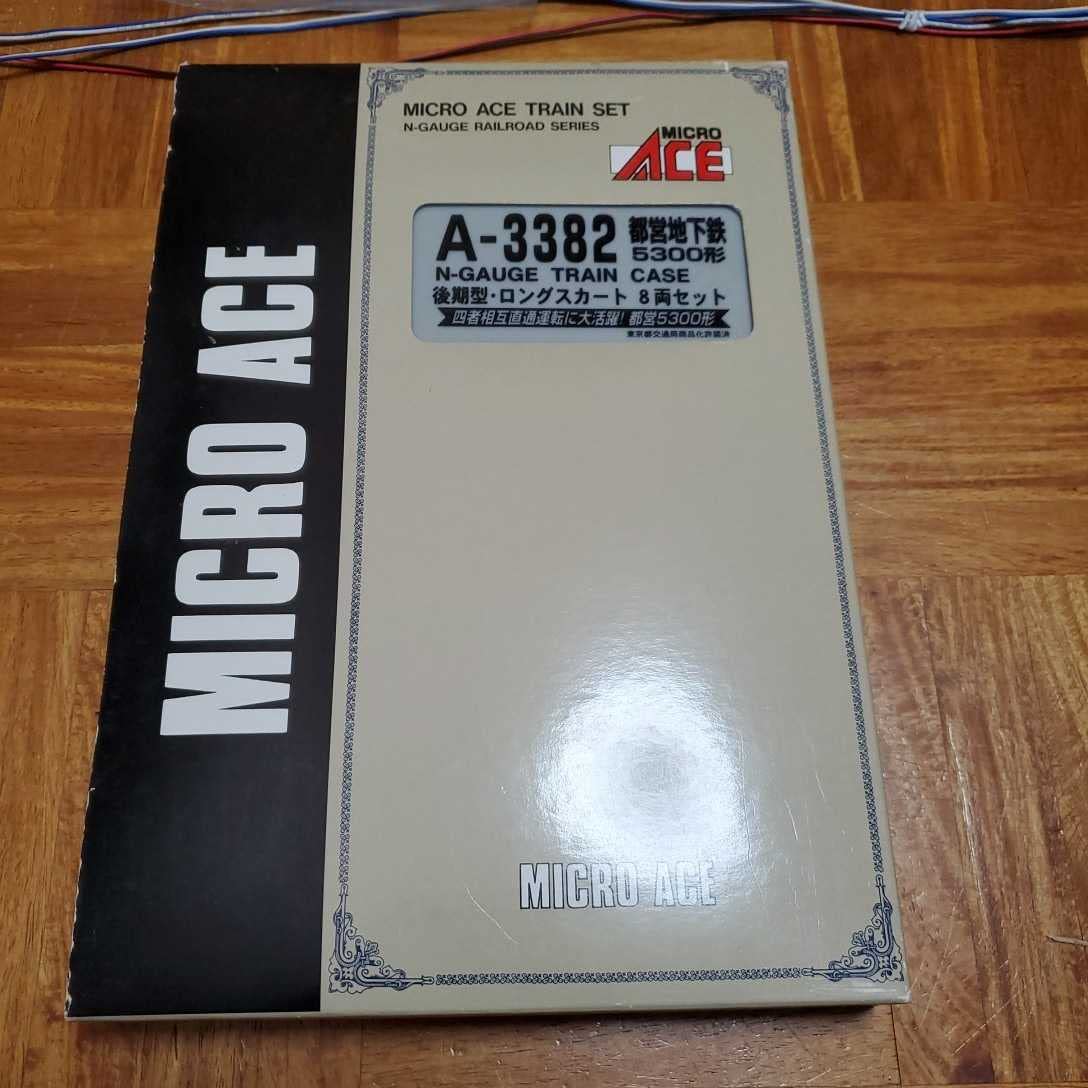 MICRO ACE
MICRO ACE TRAIN SET
N-GAUGE RAILROAD SERIES
MICRO
ACE
A-3382 都営地下鉄
5300形
N-GAUGE TRAIN CASE
後期型・ロングスカート 8両セット
四者相互直通運転に大活躍! 都営5300形
東京都交通局商品化許諾済
MICRO ACE